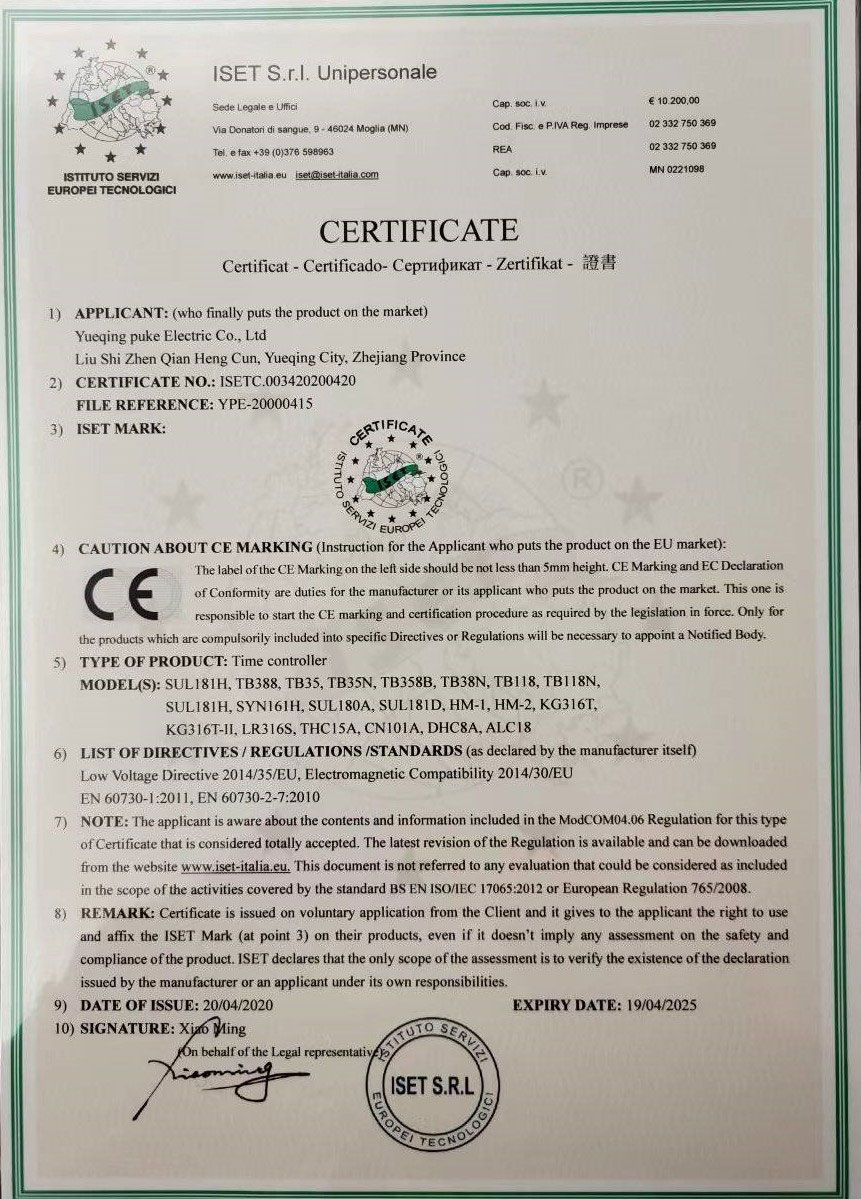 ISET
®
ISTITUTO SERVIZI
EUROPEI TECNOLOGICI
ISET S.r.l. Unipersonale
Sede Legale e Uffici
Via Donatori di sangue, 9 - 46024 Moglia (MN)
Tel. e fax +39 (0)376 598963
www.iset-italia.eu iset@iset-italia.com
Cap. soc. i.v. € 10.200,00
Cod. Fisc. e P.IVA Reg. Imprese 02 332 750 369
REA 02 332 750 369
Cap. soc. i.v. MN 0221098
CERTIFICATE
Certificat - Certificado- Сертификат - Zertifikat - 證書
1) APPLICANT: (who finally puts the product on the market)
Yueqing puke Electric Co., Ltd
Liu Shi Zhen Qian Heng Cun, Yueqing City, Zhejiang Province
2) CERTIFICATE NO.: ISETC.003420200420
FILE REFERENCE: YPE-20000415
3) ISET MARK:
CERTIFICATE
ISET
®
ISTITUTO SERVIZI EUROPEI TECNOLOGICI
®
4) CAUTION ABOUT CE MARKING (Instruction for the Applicant who puts the product on the EU market):
CE
The label of the CE Marking on the left side should be not less than 5mm height. CE Marking and EC Declaration
of Conformity are duties for the manufacturer or its applicant who puts the product on the market. This one is
responsible to start the CE marking and certification procedure as required by the legislation in force. Only for
the products which are compulsorily included into specific Directives or Regulations will be necessary to appoint a Notified Body.
5) TYPE OF PRODUCT: Time controller
MODEL(S): SUL181H, TB388, TB35, TB35N, TB358B, TB38N, TB118, TB118N,
SUL181H, SYN161H, SUL180A, SUL181D, HM-1, HM-2, KG316T,
KG316T-II, LR316S, THC15A, CN101A, DHC8A, ALC18
6) LIST OF DIRECTIVES / REGULATIONS /STANDARDS (as declared by the manufacturer itself)
Low Voltage Directive 2014/35/EU, Electromagnetic Compatibility 2014/30/EU
EN 60730-1:2011, EN 60730-2-7:2010
7) NOTE: The applicant is aware about the contents and information included in the ModCOM04.06 Regulation for this type
of Certificate that is considered totally accepted. The latest revision of the Regulation is available and can be downloaded
from the website www.iset-italia.eu. This document is not referred to any evaluation that could be considered as included
in the scope of the activities covered by the standard BS EN ISO/IEC 17065:2012 or European Regulation 765/2008.
8) REMARK: Certificate is issued on voluntary application from the Client and it gives to the applicant the right to use
and affix the ISET Mark (at point 3) on their products, even if it doesn't imply any assessment on the safety and
compliance of the product. ISET declares that the only scope of the assessment is to verify the existence of the declaration
issued by the manufacturer or an applicant under its own responsibilities.
9) DATE OF ISSUE: 20/04/2020 EXPIRY DATE: 19/04/2025
10) SIGNATURE: Xiao Ming
On behalf of the Legal representative
Xiaoming
ISTITUTO SERVIZI
ISET S.R.L
EUROPEI TECNOLOGICI